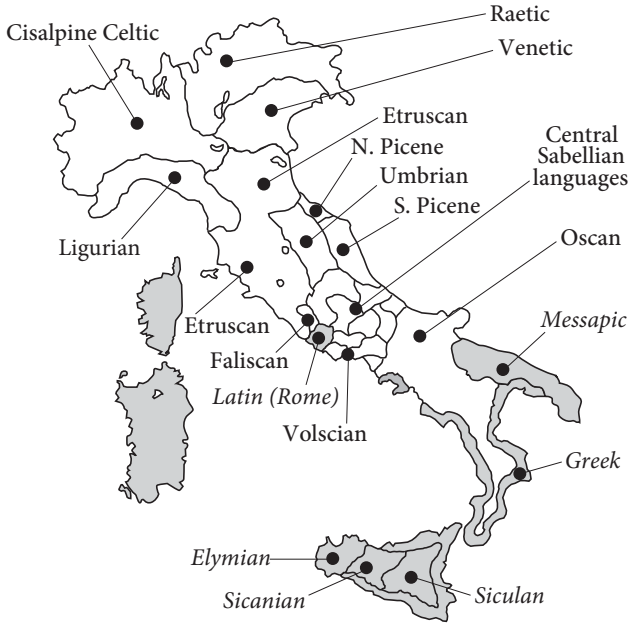 Raetic
Cisalpine Celtic
Venetic
Etruscan
Central
Sabellian
languages
N. Picene
Umbrian
S. Picene
Oscan
Ligurian
Messapic
Etruscan
Faliscan
Latin (Rome)
Volscian
Greek
Elymian
Sicanian
Siculan